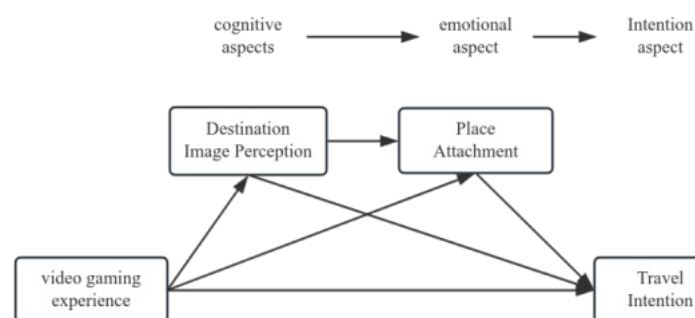 cognitive
aspects
emotional
aspect
Intention
aspect
Destination
Image Perception
Place
Attachment
video gaming
experience
Travel
Intention